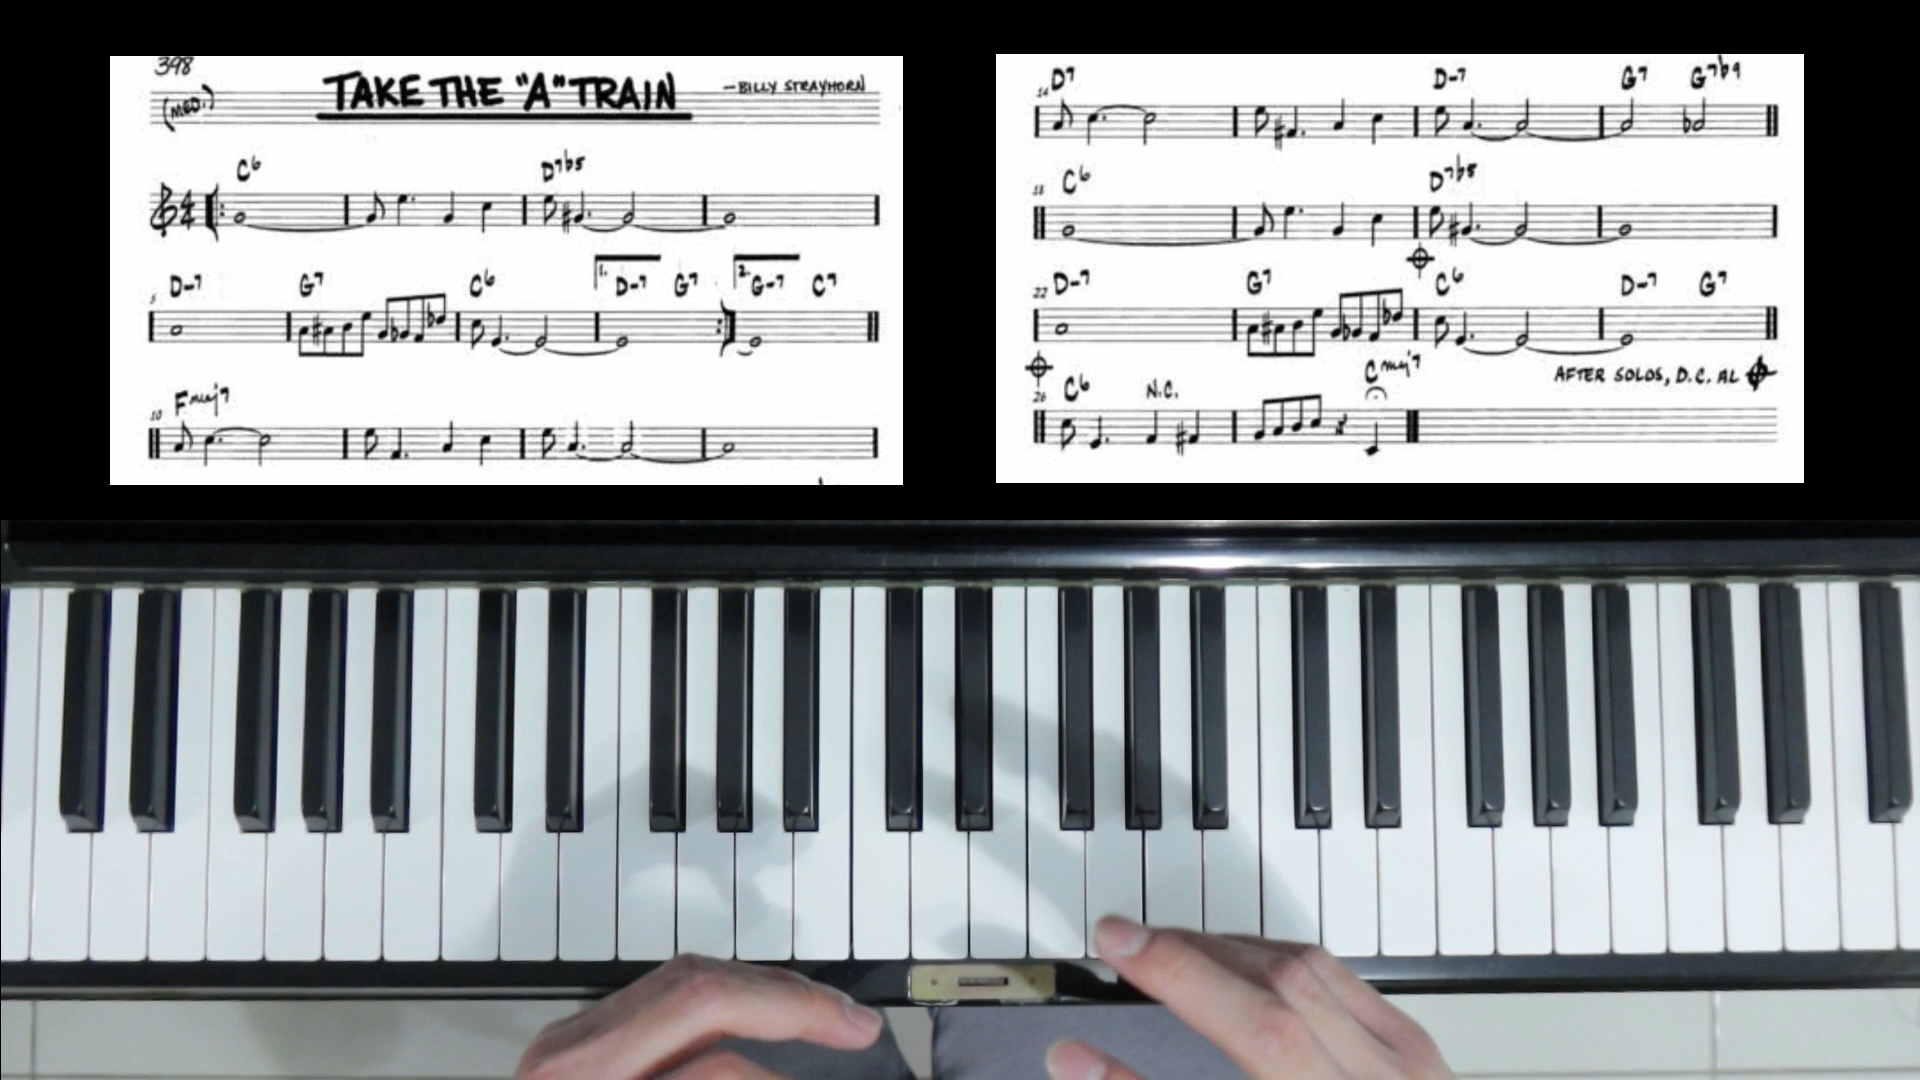 398
(MED.)
TAKE THE "A" TRAIN
—BILLY STRAYHORN
C6 D7b5
4
4
5 D-7 G7 C6 1. D-7 G7 2. G-7 C7
10 Fmaj7
14 D7 D-7 G7 G7b9
18 C6 D7b5
22 D-7 G7 C6 D-7 G7
AFTER SOLOS, D.C. AL
26 C6 N.C. Cmaj7